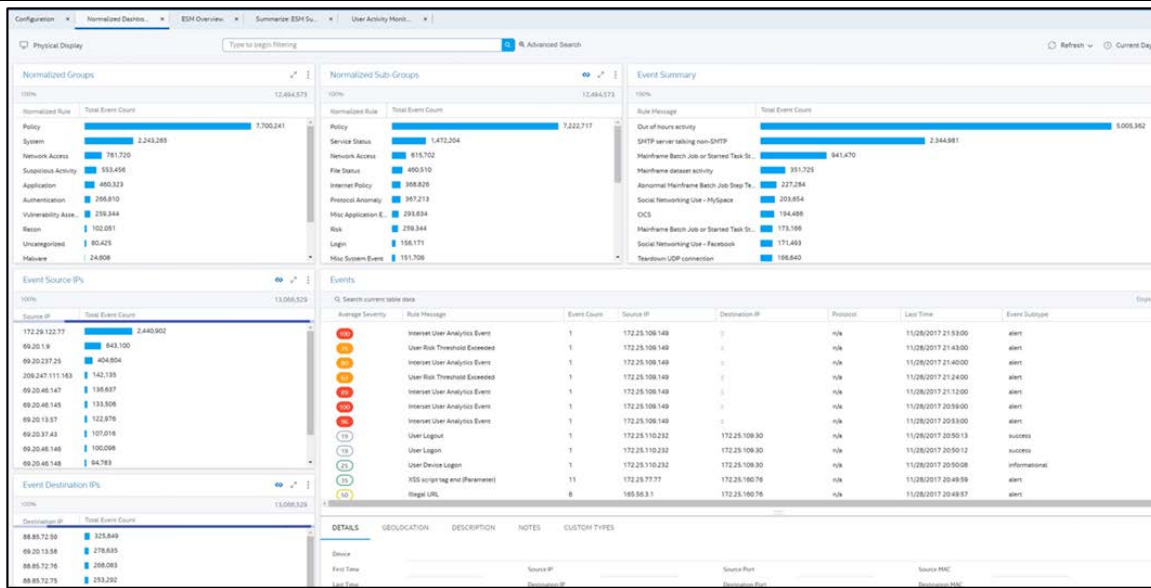 Configuration × Normalized Dashbo... × ESM Overview × Summarize: ESM Su... × User Activity Monit... ×
Physical Display Type to begin filtering Advanced Search Refresh Current Day
Normalized Groups
100% 12,494,573
Normalized Rule Total Event Count
Policy 7,700,241
System 2,243,265
Network Access 761,720
Suspicious Activity 553,456
Application 460,323
Authentication 266,810
Vulnerability Asse... 259,344
Recon 102,051
Uncategorized 60,425
Malware 24,608
Normalized Sub-Groups
100% 12,494,573
Normalized Rule Total Event Count
Policy 7,222,717
Service Status 1,472,204
Network Access 615,702
File Status 460,510
Internet Policy 368,826
Protocol Anomaly 367,213
Misc Application E... 293,634
Risk 259,344
Login 156,171
Misc System Event 151,706
Event Summary
100%
Rule Message Total Event Count
Out of hours activity 5,005,362
SMTP server talking non-SMTP 2,344,981
Mainframe Batch Job or Started Task St... 941,470
Mainframe dataset activity 351,725
Abnormal Mainframe Batch Job Step Te... 227,284
Social Networking Use - MySpace 203,654
OCS 194,486
Mainframe Batch Job or Started Task St... 173,166
Social Networking Use - Facebook 171,493
Teardown UDP connection 166,640
Event Source IPs
100% 13,066,529
Source IP Total Event Count
172.29.122.77 2,440,902
69.20.1.9 643,100
69.20.237.25 404,604
209.247.111.163 142,135
69.20.46.147 136,637
69.20.46.145 133,506
69.20.13.57 122,976
69.20.37.43 107,016
69.20.46.146 100,098
69.20.46.148 94,763
Event Destination IPs
100% 13,066,529
Destination IP Total Event Count
88.85.72.59 325,849
69.20.13.58 278,635
88.85.72.76 268,083
88.85.72.75 253,292
Events
Search current table data
Average Severity Rule Message Event Count Source IP Destination IP Protocol Last Time Event Subtype
100 Interset User Analytics Event 1 172.25.109.149 :: n/a 11/28/2017 21:53:00 alert
User Risk Threshold Exceeded 1 172.25.109.149 :: n/a 11/28/2017 21:43:00 alert
Interset User Analytics Event 1 172.25.109.149 :: n/a 11/28/2017 21:40:00 alert
User Risk Threshold Exceeded 1 172.25.109.149 :: n/a 11/28/2017 21:24:00 alert
Interset User Analytics Event 1 172.25.109.149 :: n/a 11/28/2017 21:12:00 alert
100 Interset User Analytics Event 1 172.25.109.149 :: n/a 11/28/2017 20:59:00 alert
Interset User Analytics Event 1 172.25.109.149 :: n/a 11/28/2017 20:53:00 alert
19 User Logout 1 172.25.110.232 172.25.109.30 n/a 11/28/2017 20:50:13 success
19 User Logon 1 172.25.110.232 172.25.109.30 n/a 11/28/2017 20:50:12 success
25 User Device Logon 1 172.25.110.232 172.25.109.30 n/a 11/28/2017 20:50:08 informational
35 XSS script tag end (Parameter) 11 172.25.77.77 172.25.160.76 n/a 11/28/2017 20:49:59 alert
50 Illegal URL 6 165.56.3.1 172.25.160.76 n/a 11/28/2017 20:49:57 alert
DETAILS GEOLOCATION DESCRIPTION NOTES CUSTOM TYPES
Device
First Time Source IP Source Port Source MAC
Last Time Destination IP Destination Port Destination MAC